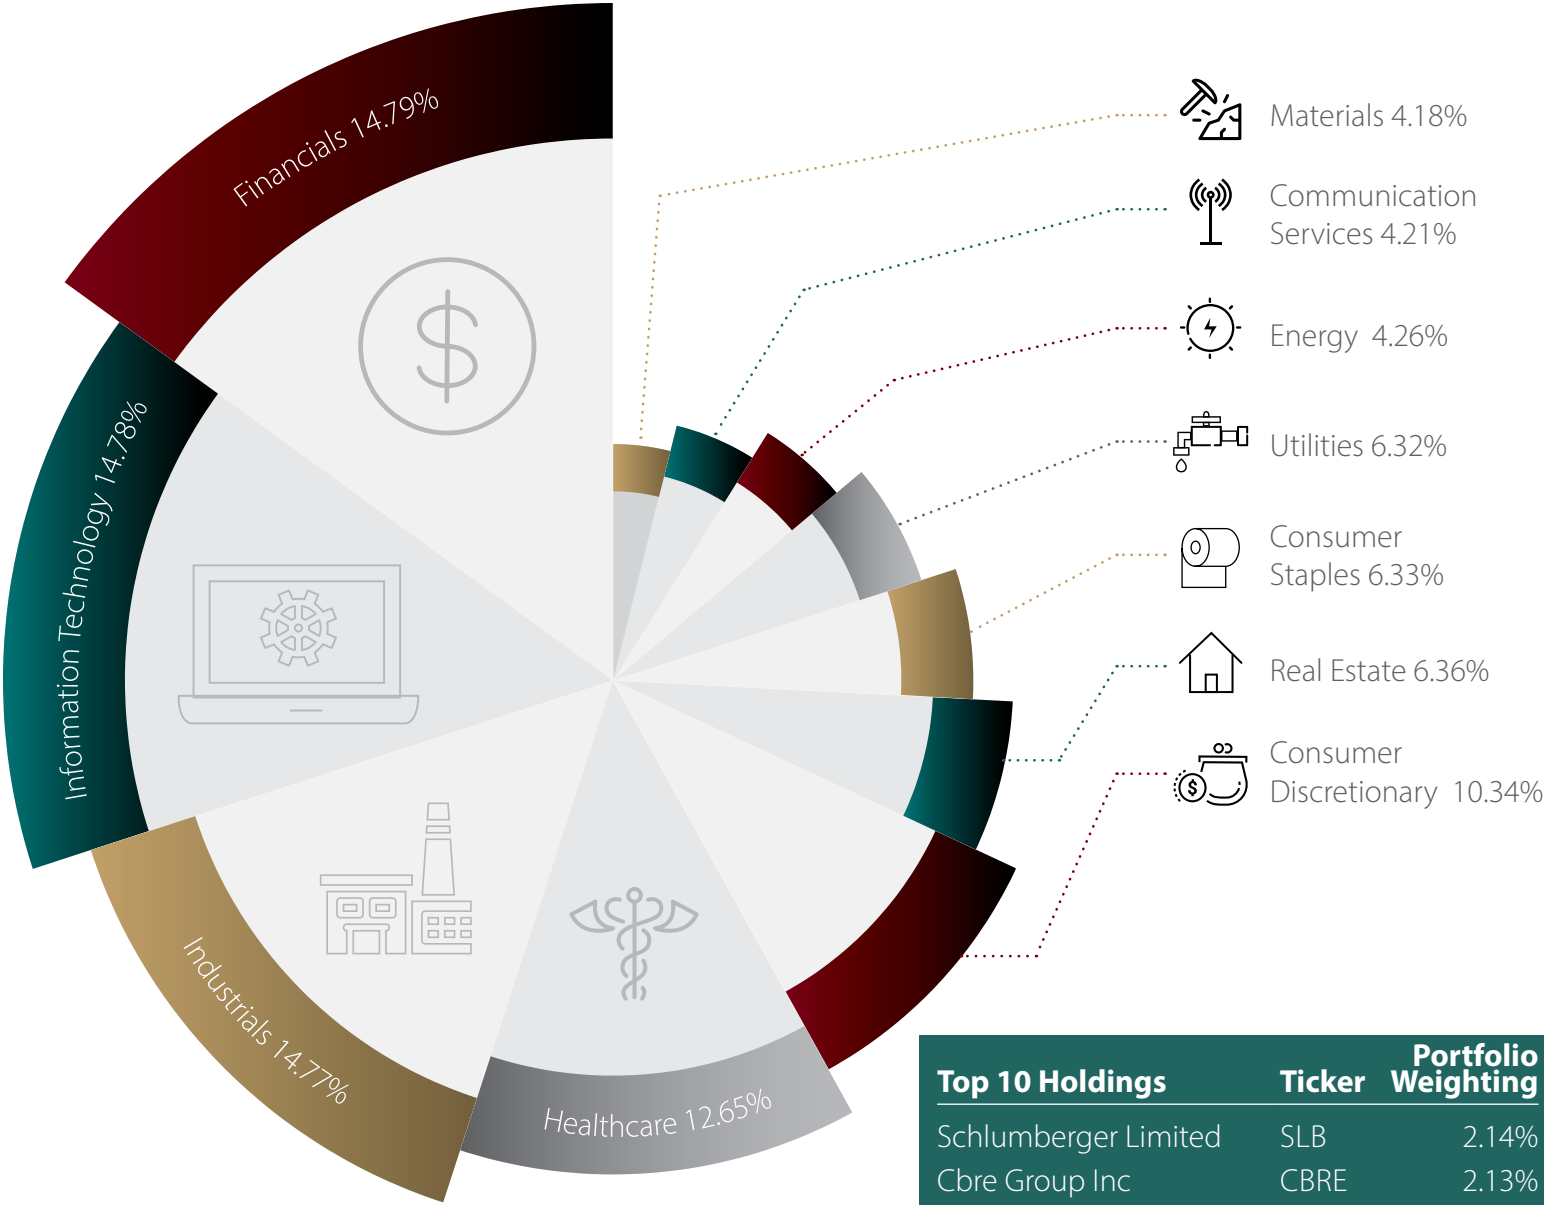 Financials 14.79%
Information Technology 14.78%
Industrials 14.77%
Healthcare 12.65%
Materials 4.18%
Communication
Services 4.21%
Energy 4.26%
Utilities 6.32%
Consumer
Staples 6.33%
Real Estate 6.36%
Consumer
Discretionary 10.34%
$
$
Top 10 Holdings Ticker Portfolio
Weighting
Schlumberger Limited SLB 2.14%
Cbre Group Inc CBRE 2.13%